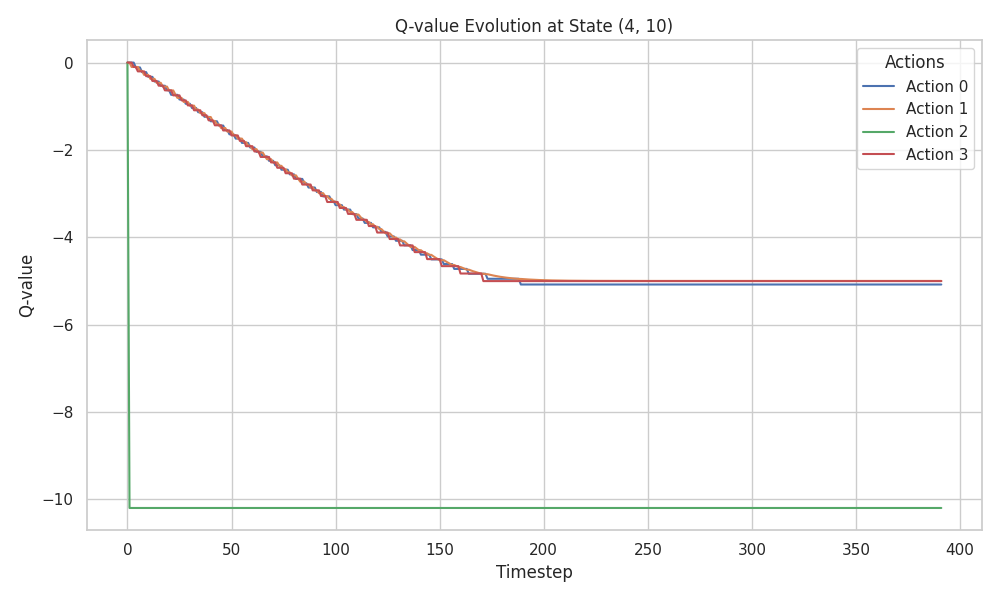 Q-value Evolution at State (4, 10)
Actions
Action 0
Action 1
Action 2
Action 3
Q-value
0
−2
−4
−6
−8
−10
0 50 100 150 200 250 300 350 400
Timestep